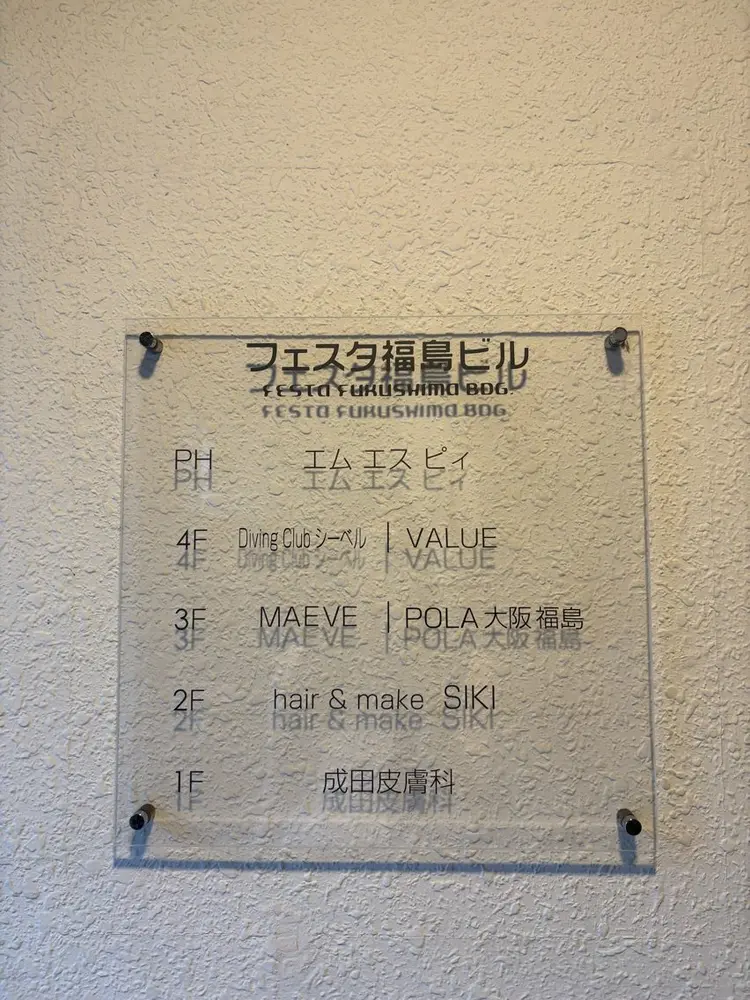 フェスタ福島ビル
FESTA FUKUSHIMA BDG.
PH エム エス ピィ
4F Diving Club シーベル | VALUE
3F MAEVE | POLA 大阪福島
2F hair & make SIKI
1F 成田皮膚科